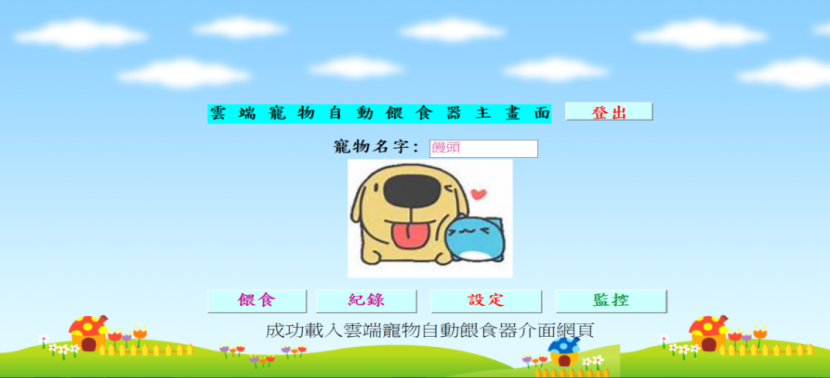 雲端寵物自動餵食器主畫面 登出
寵物名字: 饅頭
餵食 紀錄 設定 監控
成功載入雲端寵物自動餵食器介面網頁